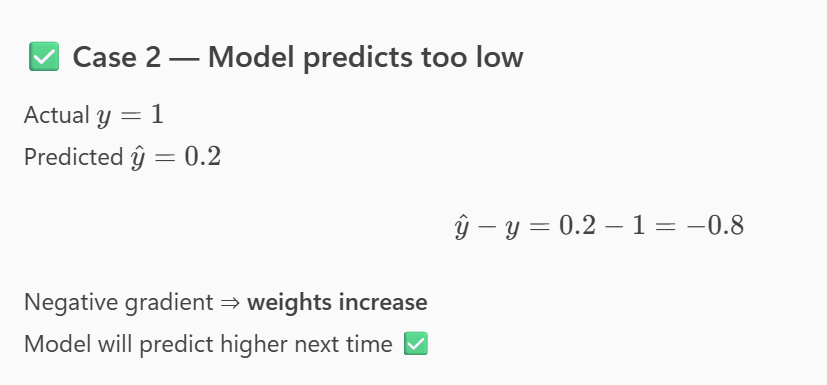 ✅ Case 2 — Model predicts too low
Actual y = 1
Predicted ŷ = 0.2
ŷ − y = 0.2 − 1 = −0.8
Negative gradient ⇒ weights increase
Model will predict higher next time ✅